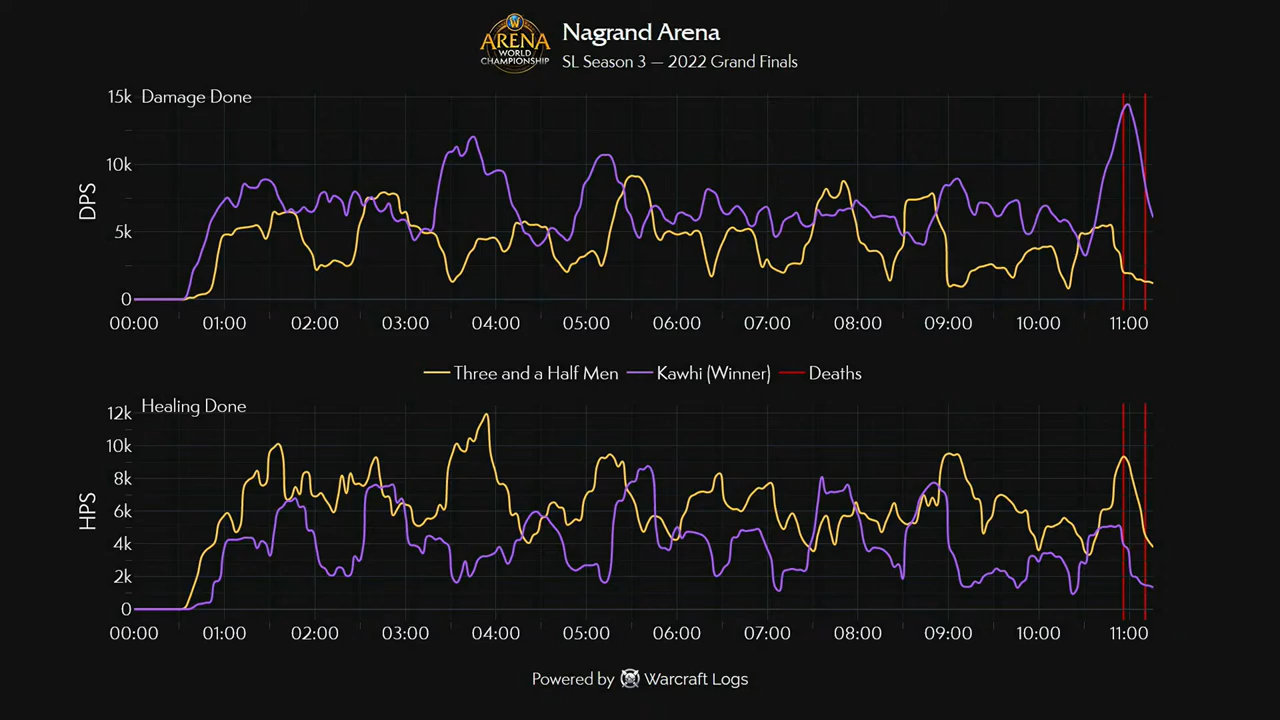 W
ARENA
WORLD
CHAMPIONSHIP
Nagrand Arena
SL Season 3 — 2022 Grand Finals
Damage Done
15k
10k
5k
0
DPS
00:00 01:00 02:00 03:00 04:00 05:00 06:00 07:00 08:00 09:00 10:00 11:00
Three and a Half Men Kawhi (Winner) Deaths
Healing Done
12k
10k
8k
6k
4k
2k
0
HPS
00:00 01:00 02:00 03:00 04:00 05:00 06:00 07:00 08:00 09:00 10:00 11:00
Powered by Warcraft Logs